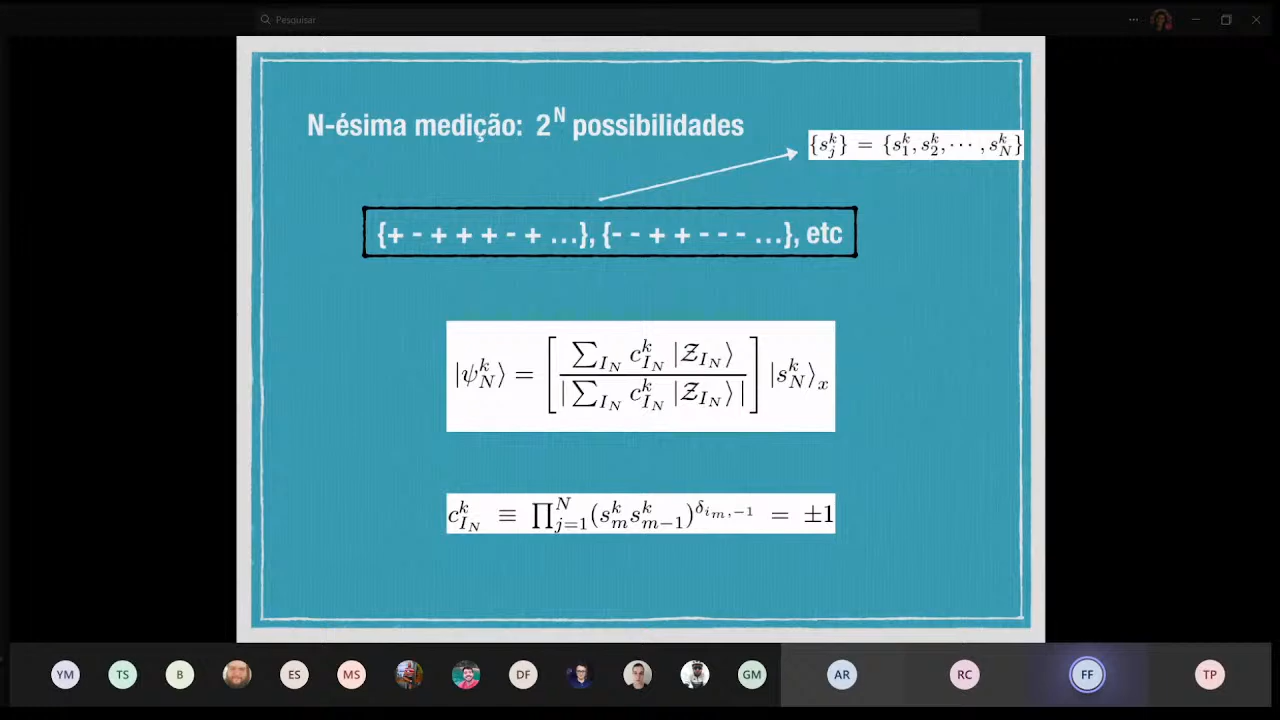 Pesquisar
N-ésima medição: 2^N possibilidades
{s_j^k} = {s_1^k, s_2^k, ⋯ , s_N^k}
{+ - + + + - + ...}, {- - + + - - - ...}, etc
|ψ_N^k⟩ = [ ∑_{I_N} c_{I_N}^k |𝒵_{I_N}⟩ / | ∑_{I_N} c_{I_N}^k |𝒵_{I_N}⟩ | ] |s_N^k⟩_x
c_{I_N}^k ≡ ∏_{j=1}^N (s_m^k s_{m-1}^k)^{δ_{i_m,-1}} = ±1
YM TS B ES MS DF GM AR RC FF TP